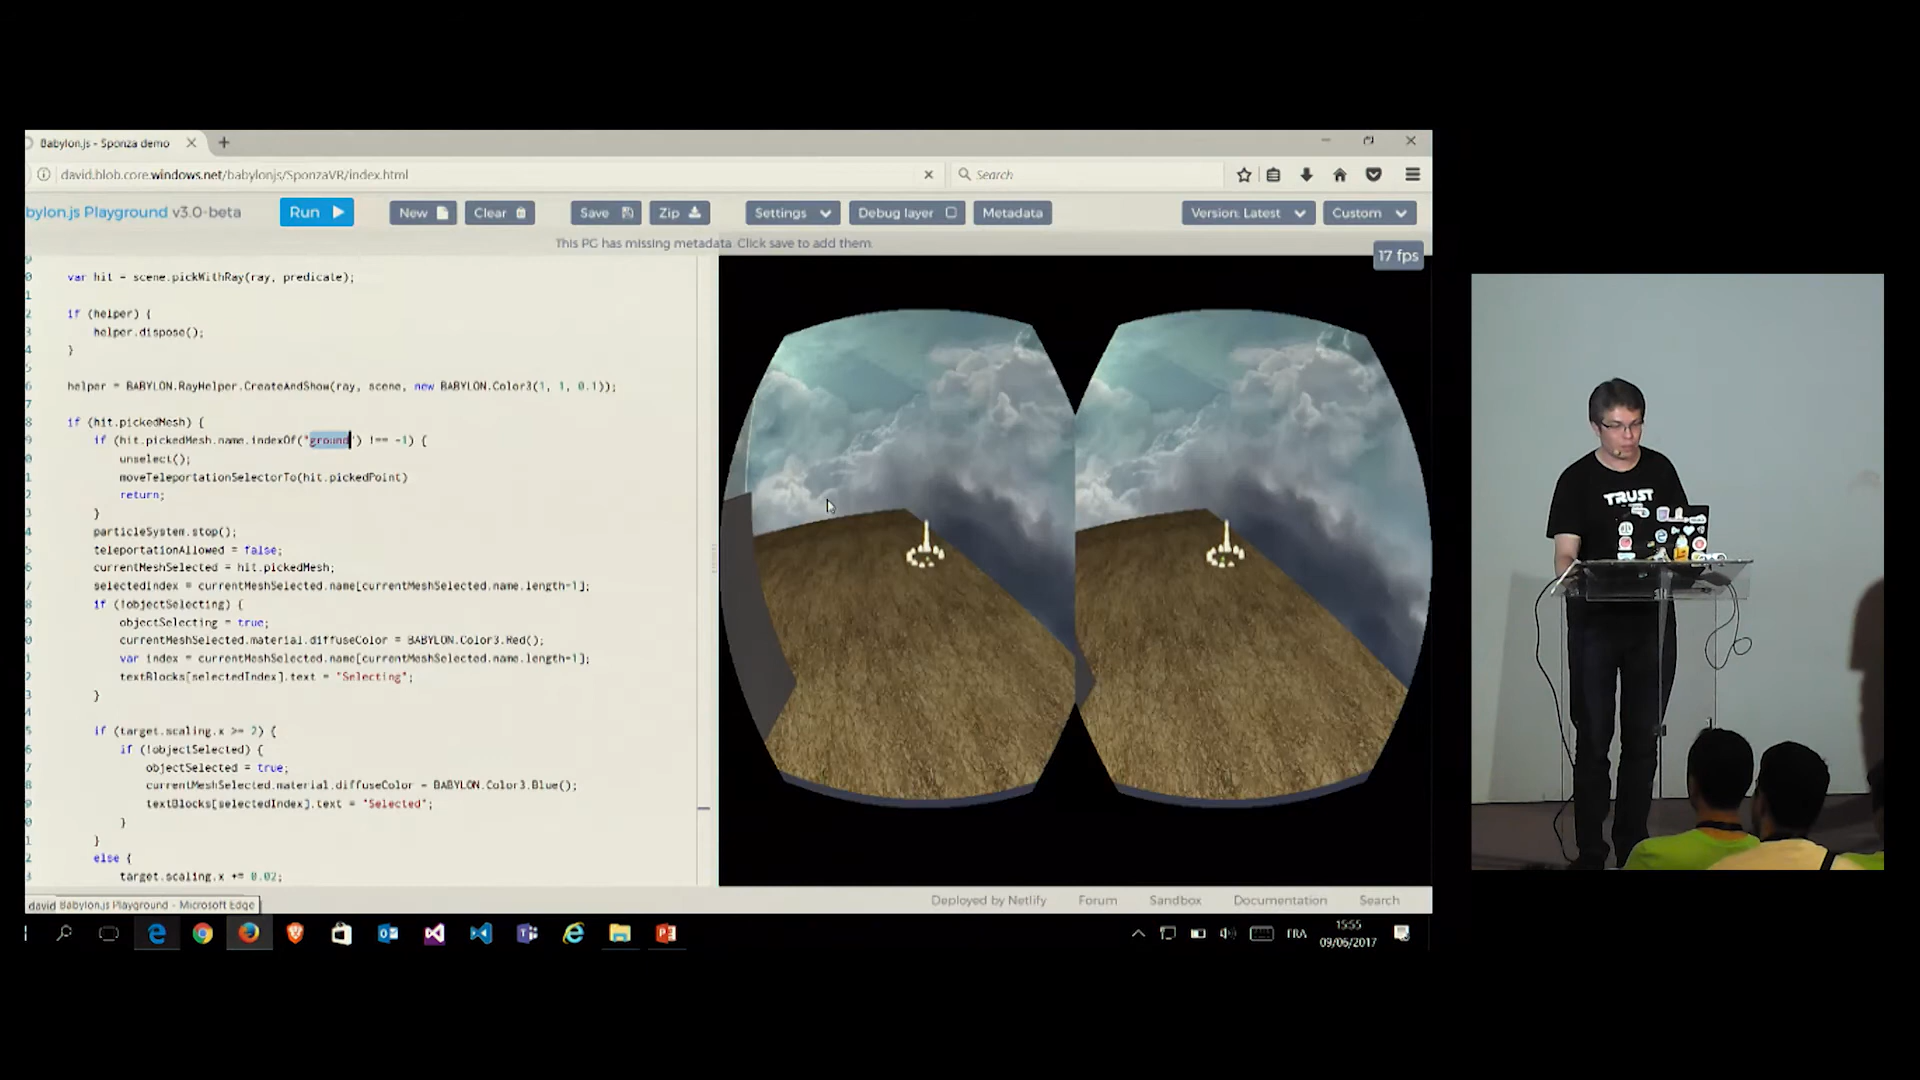 Babylon.js - Sponza demo
david.blob.core.windows.net/babylonjs/SponzaVR/index.html
Search
bylon.js Playground v3.0-beta
Run
New
Clear
Save
Zip
Settings
Debug layer
Metadata
Version: Latest
Custom
This PG has missing metadata. Click save to add them.
17 fps
var hit = scene.pickWithRay(ray, predicate);
if (helper) {
helper.dispose();
}
helper = BABYLON.RayHelper.CreateAndShow(ray, scene, new BABYLON.Color3(1, 1, 0.1));
if (hit.pickedMesh) {
if (hit.pickedMesh.name.indexOf("ground") !== -1) {
unselect();
moveTeleportationSelectorTo(hit.pickedPoint)
return;
}
particleSystem.stop();
teleportationAllowed = false;
currentMeshSelected = hit.pickedMesh;
selectedIndex = currentMeshSelected.name[currentMeshSelected.name.length-1];
if (!objectSelecting) {
objectSelecting = true;
currentMeshSelected.material.diffuseColor = BABYLON.Color3.Red();
var index = currentMeshSelected.name[currentMeshSelected.name.length-1];
textBlocks[selectedIndex].text = "Selecting";
}
if (target.scaling.x >= 2) {
if (!objectSelected) {
objectSelected = true;
currentMeshSelected.material.diffuseColor = BABYLON.Color3.Blue();
textBlocks[selectedIndex].text = "Selected";
}
}
else {
target.scaling.x += 0.02;
david Babylon.js Playground - Microsoft Edge
Deployed by Netlify
Forum
Sandbox
Documentation
Search
FRA
15:55
09/06/2017
TRUST